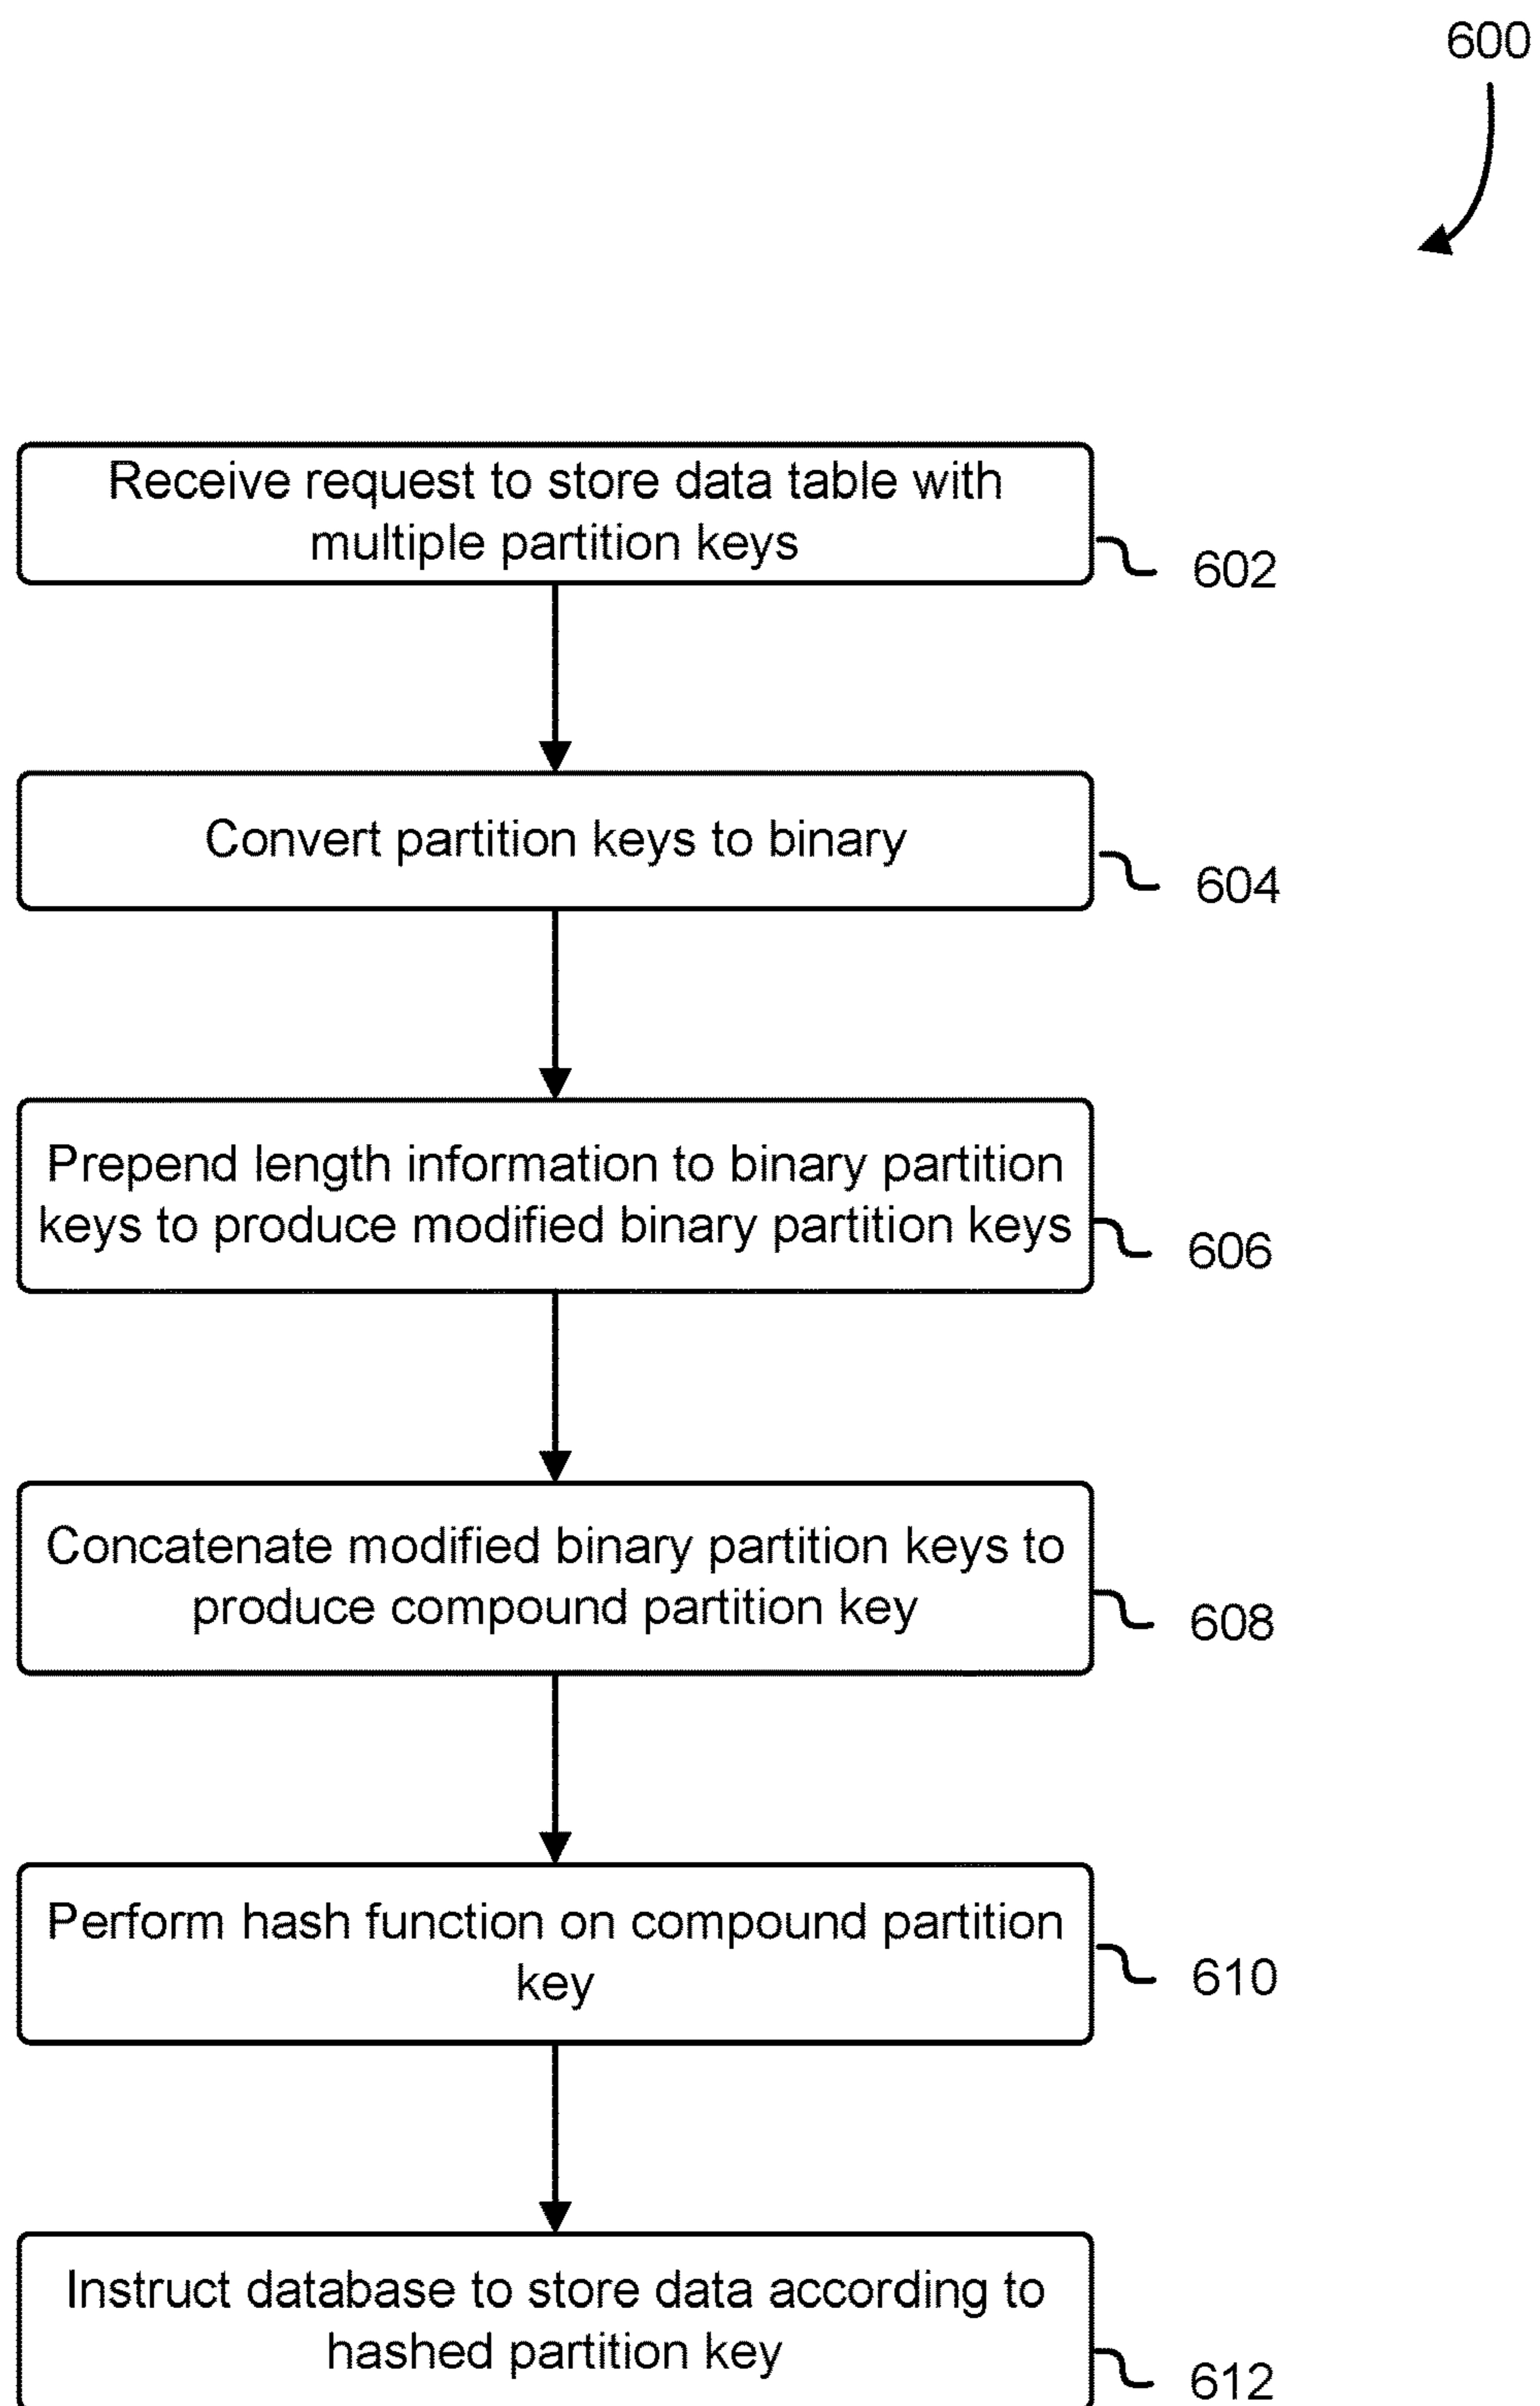 600
Receive request to store data table with
multiple partition keys
602
Convert partition keys to binary
604
Prepend length information to binary partition
keys to produce modified binary partition keys
606
Concatenate modified binary partition keys to
produce compound partition key
608
Perform hash function on compound partition
key
610
Instruct database to store data according to
hashed partition key
612